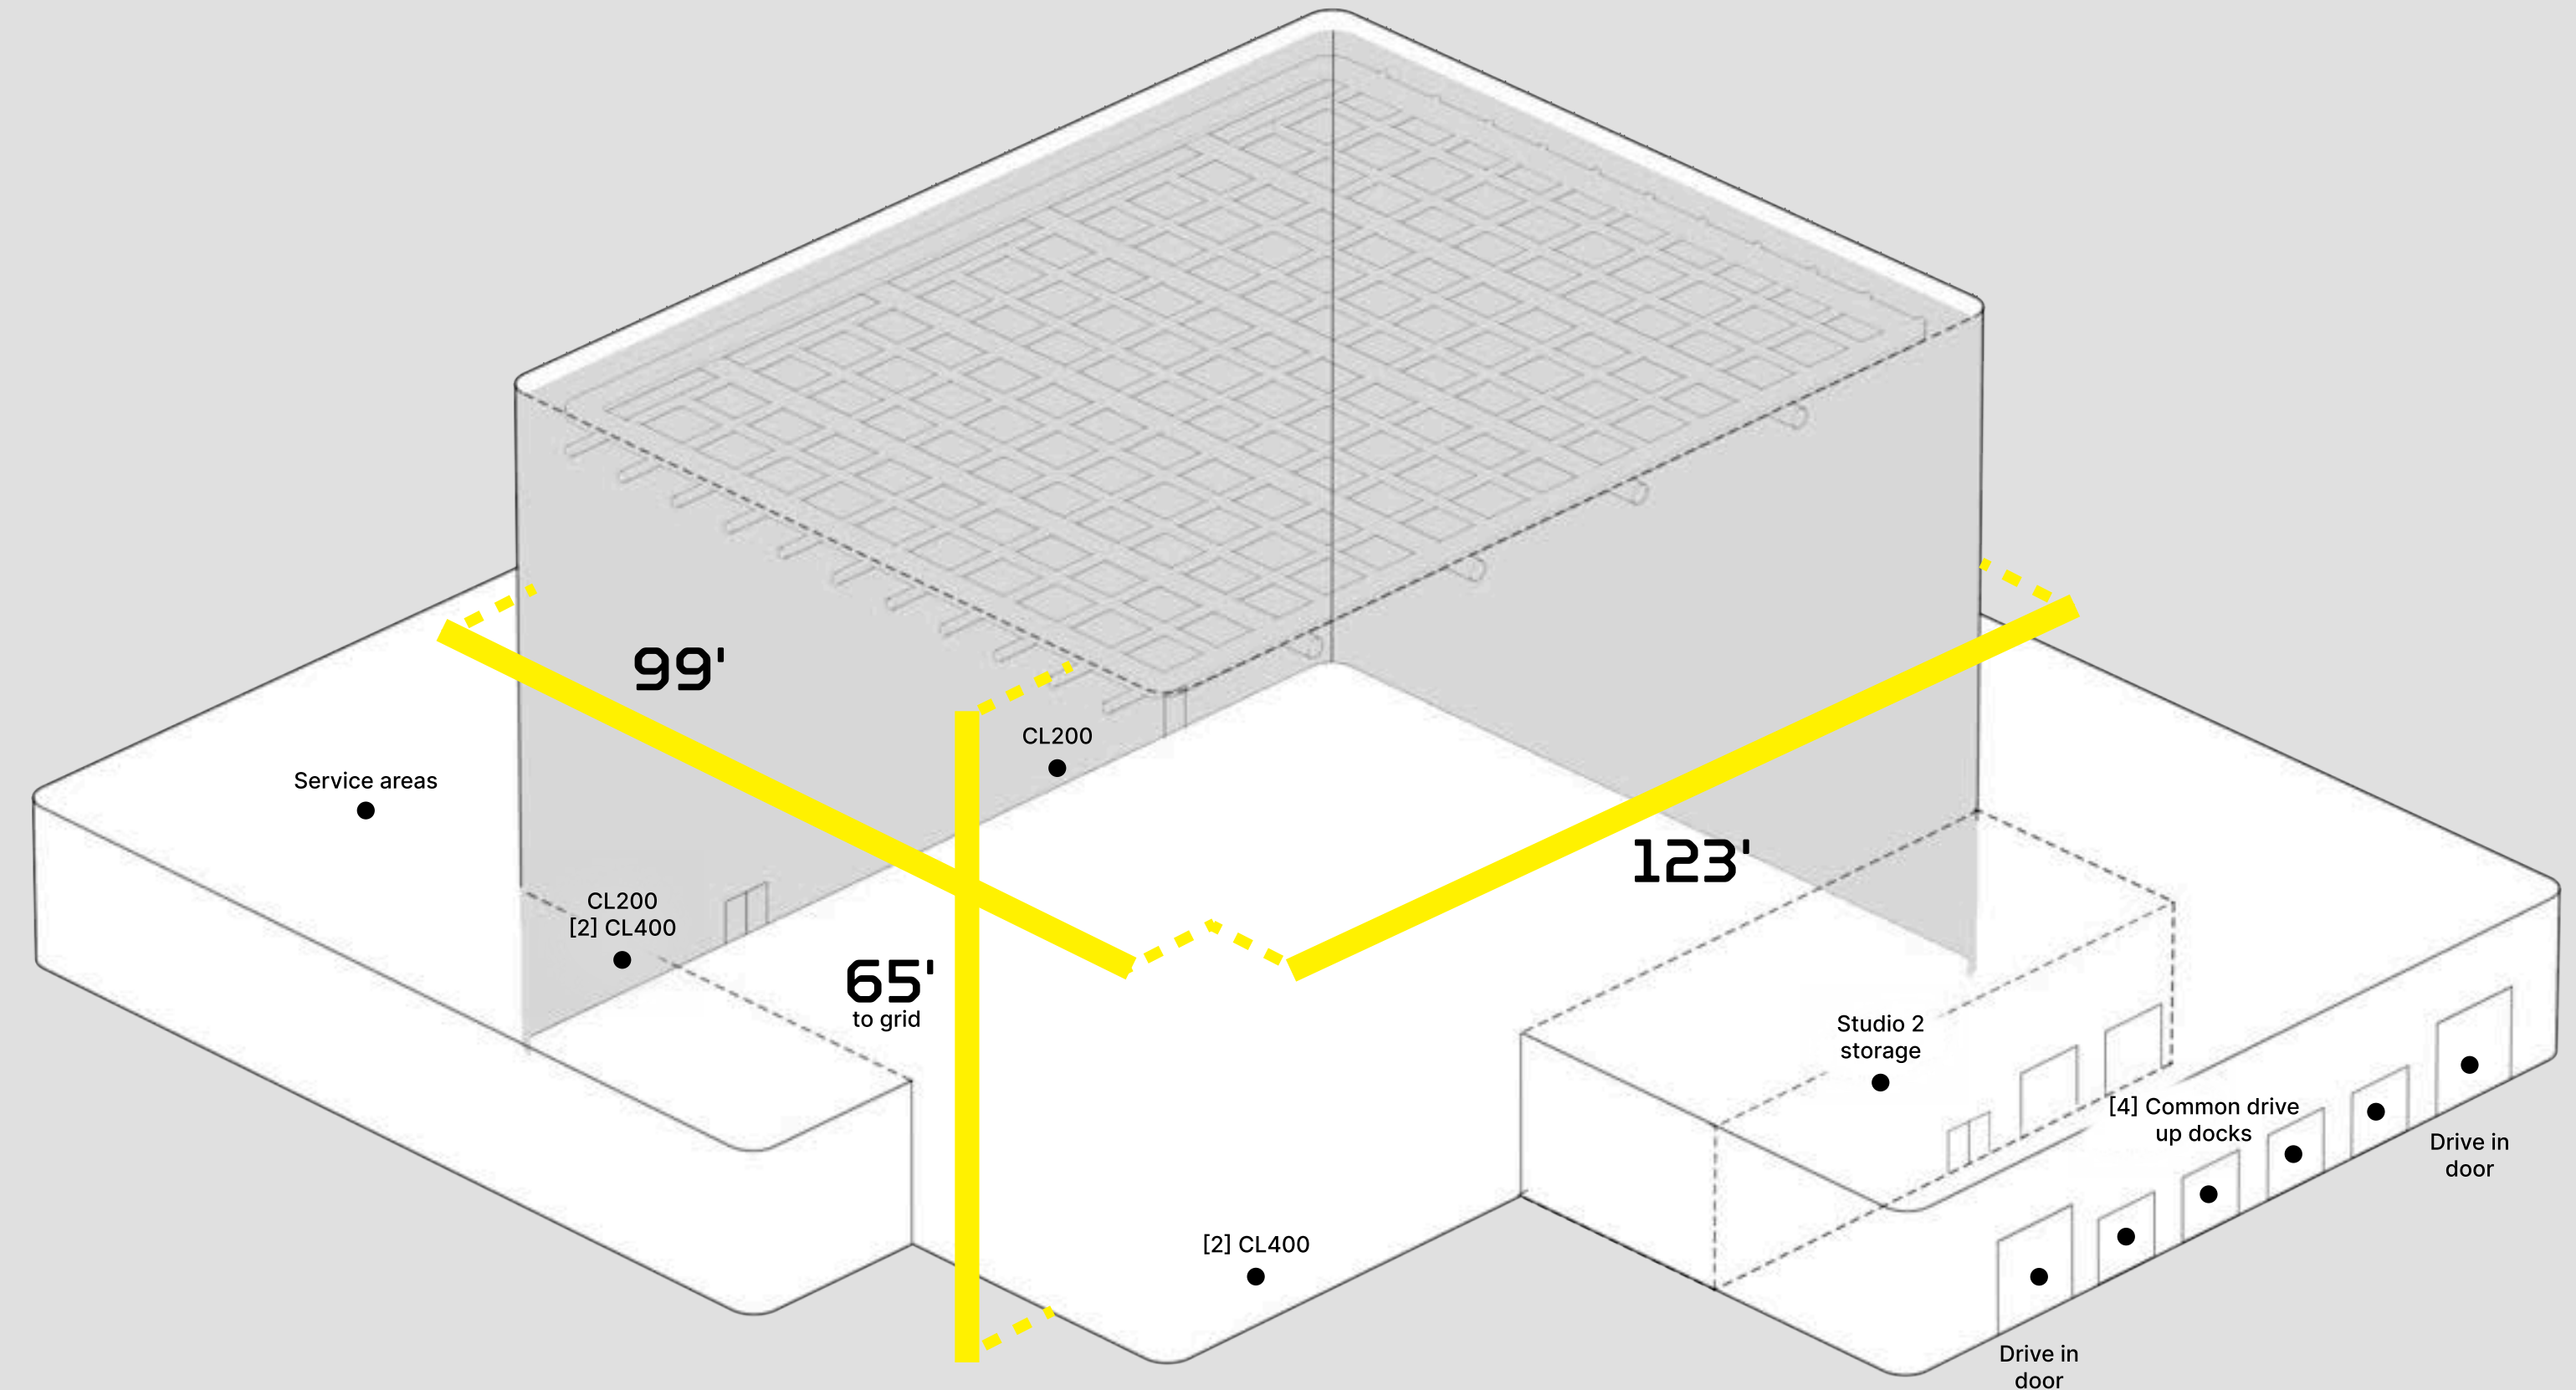 99'
CL200
Service areas
123'
CL200
[2] CL400
65'
to grid
Studio 2
storage
[4] Common drive
up docks
Drive in
door
[2] CL400
Drive in
door